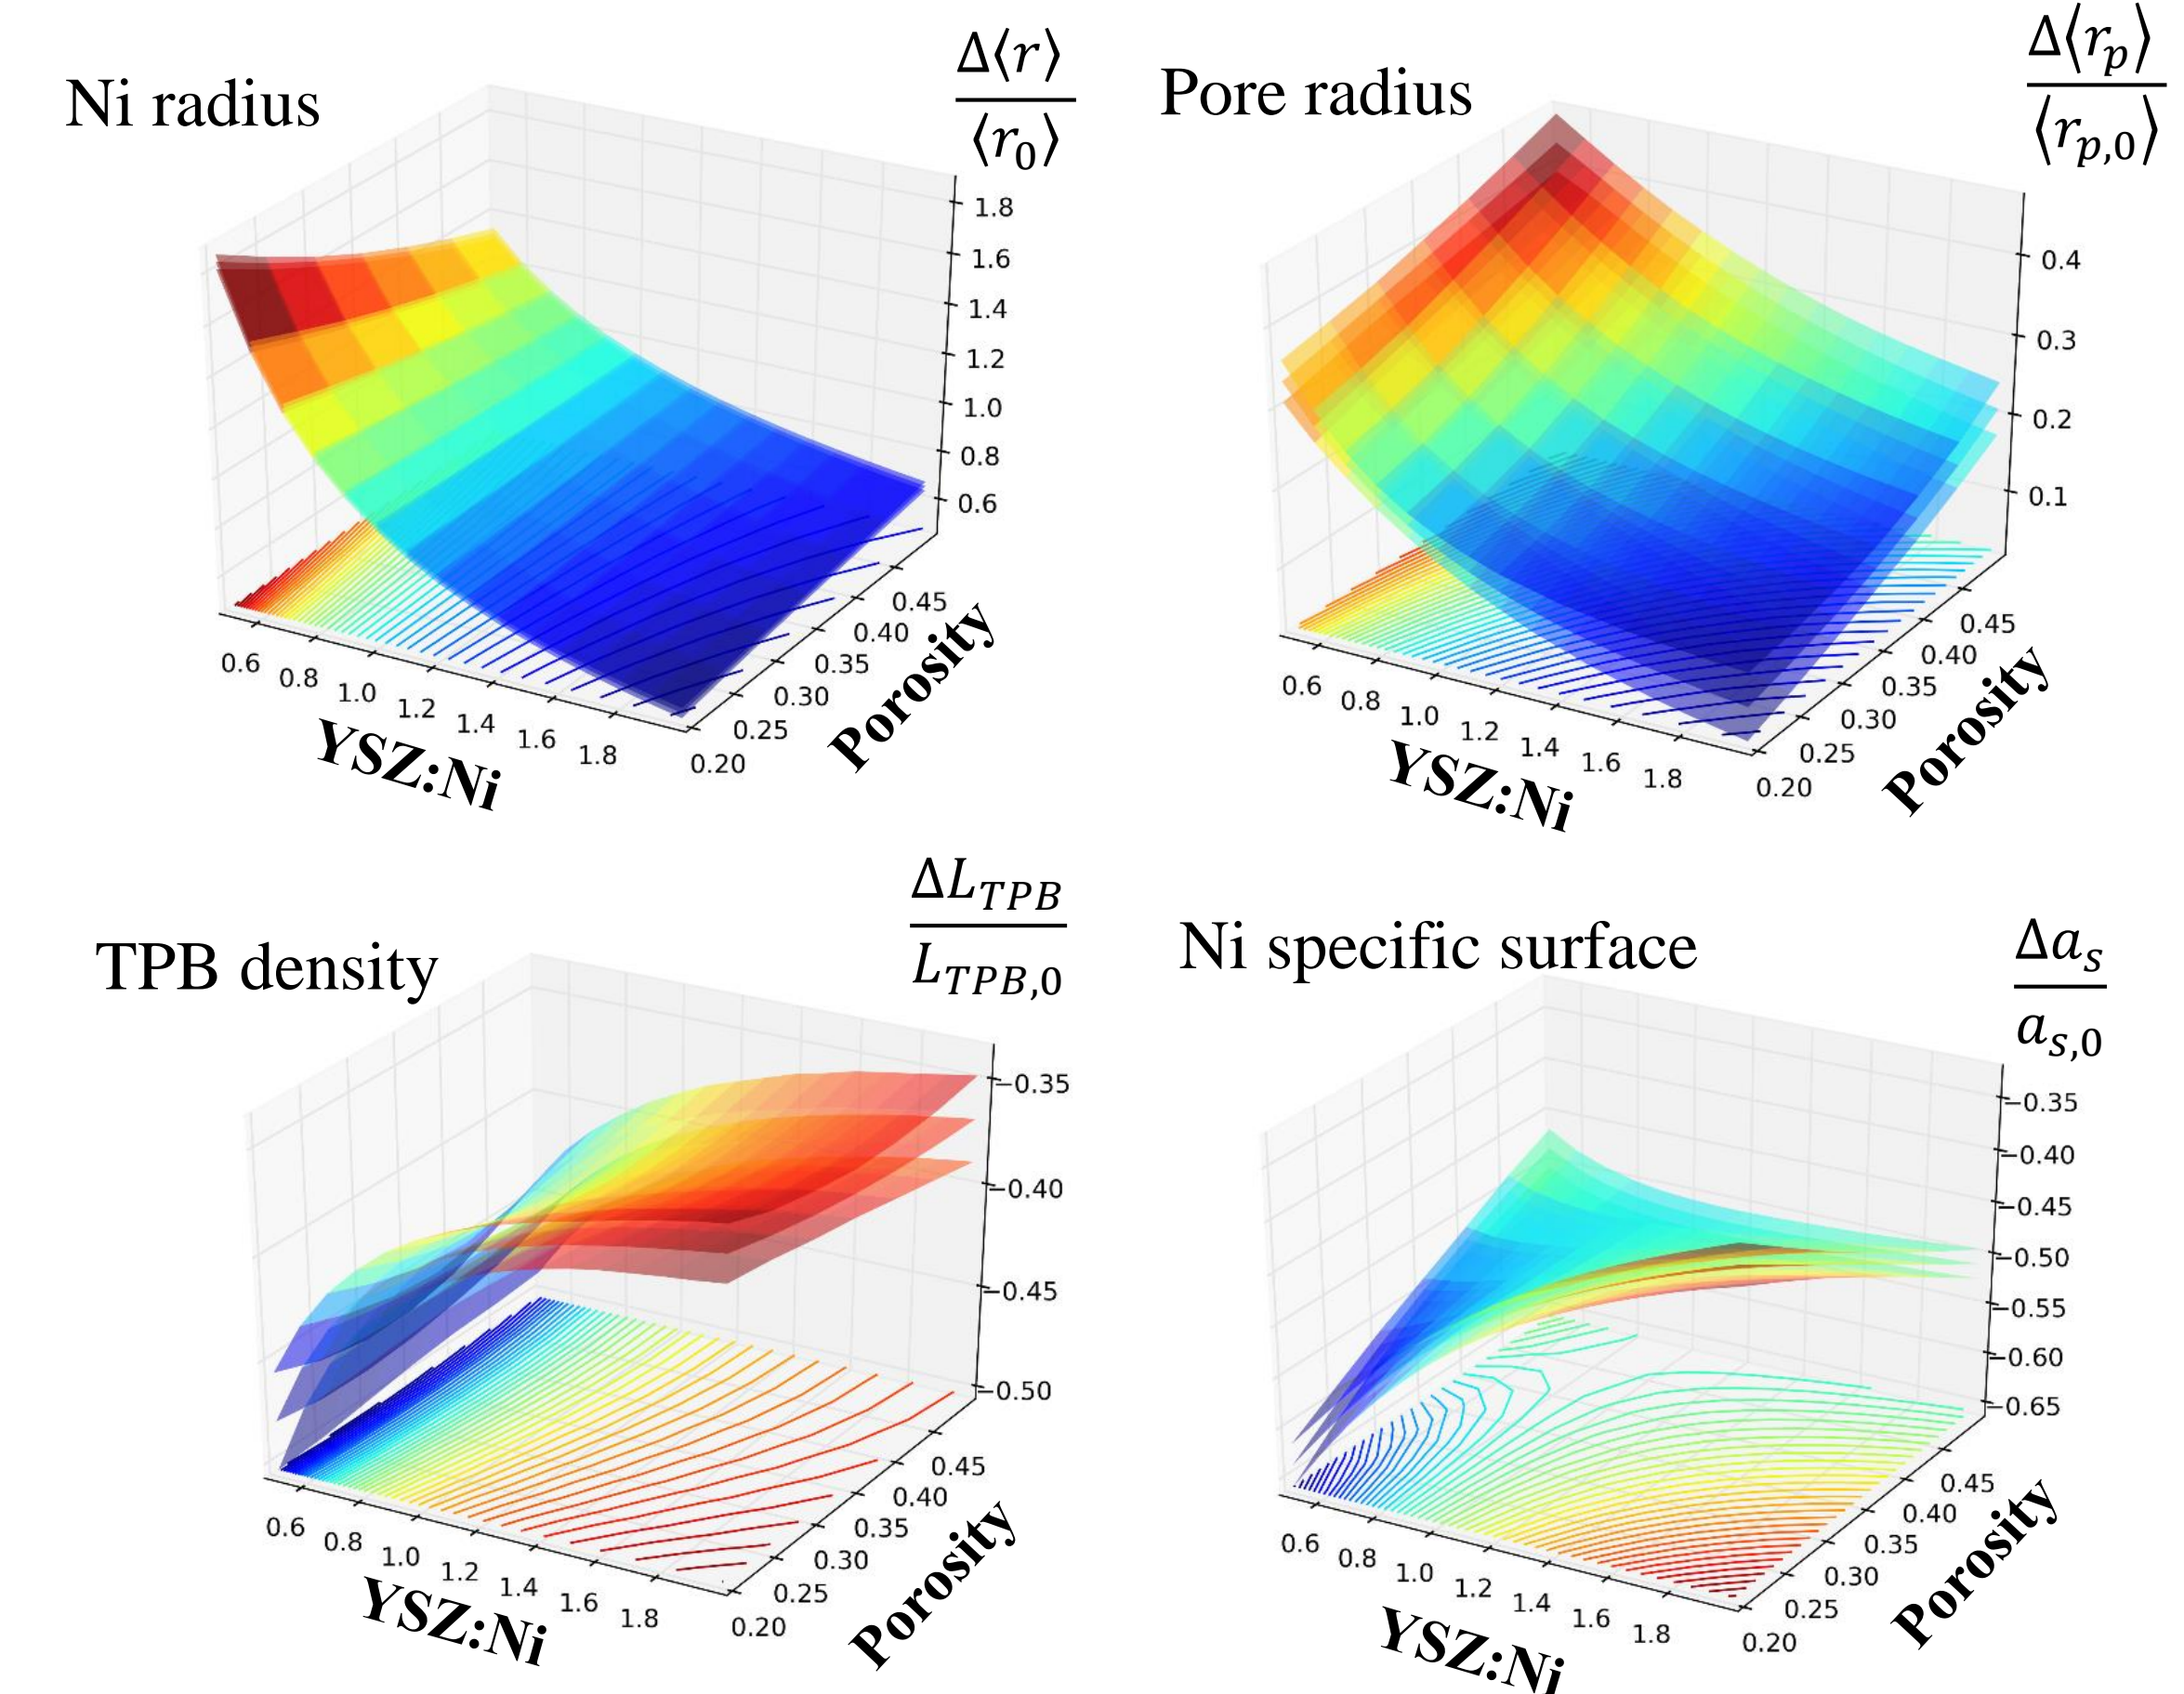 Ni radius
Δ⟨r⟩
⟨r₀⟩
1.8
1.6
1.4
1.2
1.0
0.8
0.6
0.6 0.8 1.0 1.2 1.4 1.6 1.8
YSZ:Ni
0.20 0.25 0.30 0.35 0.40 0.45
Porosity
Pore radius
Δ⟨rₚ⟩
⟨rₚ,₀⟩
0.4
0.3
0.2
0.1
0.6 0.8 1.0 1.2 1.4 1.6 1.8
YSZ:Ni
0.20 0.25 0.30 0.35 0.40 0.45
Porosity
TPB density
ΔL_TPB
L_TPB,0
−0.35
−0.40
−0.45
−0.50
0.6 0.8 1.0 1.2 1.4 1.6 1.8
YSZ:Ni
0.20 0.25 0.30 0.35 0.40 0.45
Porosity
Ni specific surface
Δaₛ
aₛ,₀
−0.35
−0.40
−0.45
−0.50
−0.55
−0.60
−0.65
0.6 0.8 1.0 1.2 1.4 1.6 1.8
YSZ:Ni
0.20 0.25 0.30 0.35 0.40 0.45
Porosity